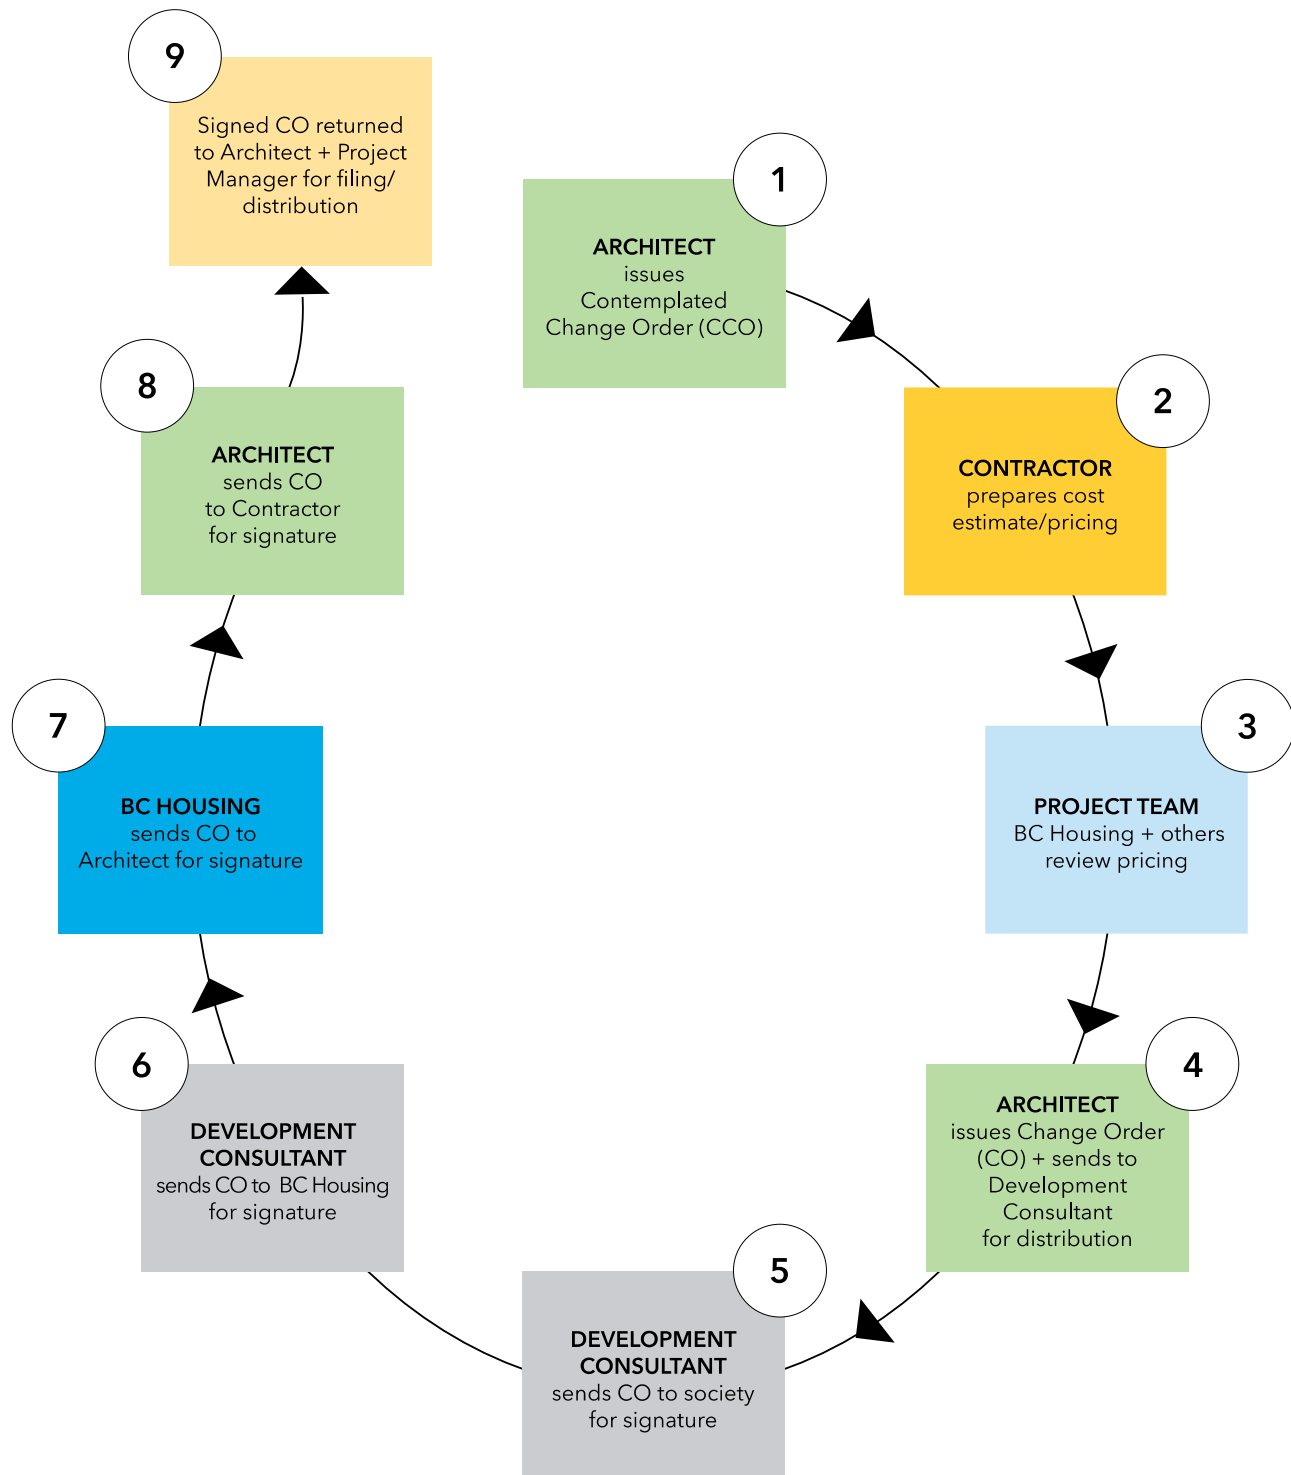 1
ARCHITECT
issues
Contemplated
Change Order (CCO)
2
CONTRACTOR
prepares cost
estimate/pricing
3
PROJECT TEAM
BC Housing + others
review pricing
4
ARCHITECT
issues Change Order
(CO) + sends to
Development
Consultant
for distribution
5
DEVELOPMENT
CONSULTANT
sends CO to society
for signature
6
DEVELOPMENT
CONSULTANT
sends CO to BC Housing
for signature
7
BC HOUSING
sends CO to
Architect for signature
8
ARCHITECT
sends CO
to Contractor
for signature
9
Signed CO returned
to Architect + Project
Manager for filing/
distribution